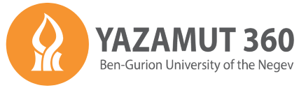 YAZAMUT 360
Ben-Gurion University of the Negev